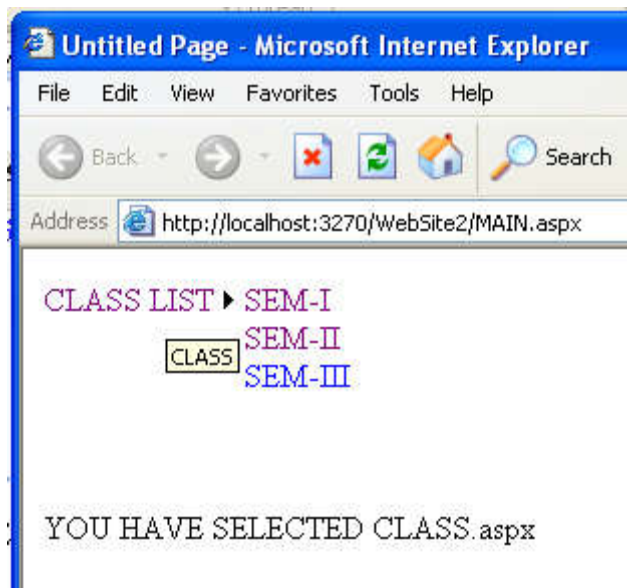 Untitled Page - Microsoft Internet Explorer
File Edit View Favorites Tools Help
Back Search
Address http://localhost:3270/WebSite2/MAIN.aspx
CLASS LIST SEM-I
SEM-II
CLASS
SEM-III
YOU HAVE SELECTED CLASS.aspx